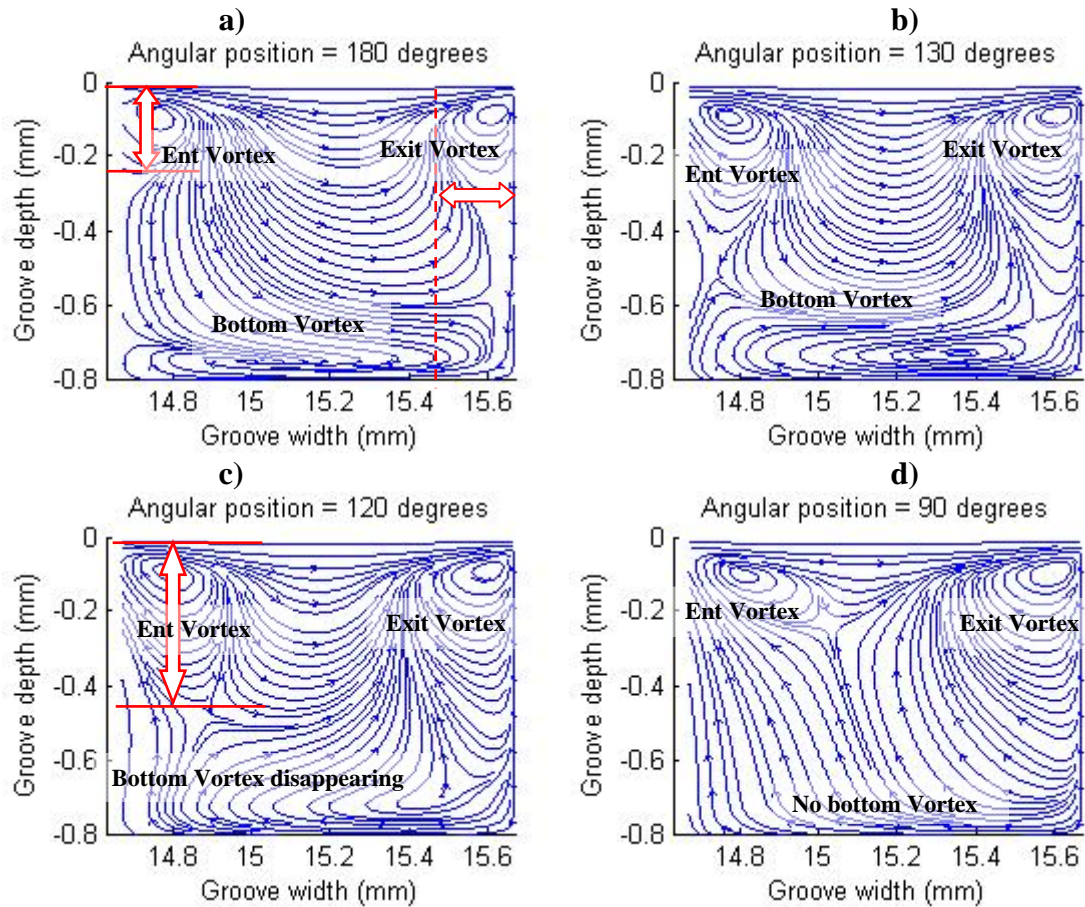 a)
Angular position = 180 degrees
0
-0.2
-0.4
-0.6
-0.8
Groove depth (mm)
Ent Vortex
Exit Vortex
Bottom Vortex
14.8 15 15.2 15.4 15.6
Groove width (mm)
b)
Angular position = 130 degrees
0
-0.2
-0.4
-0.6
-0.8
Groove depth (mm)
Ent Vortex
Exit Vortex
Bottom Vortex
14.8 15 15.2 15.4 15.6
Groove width (mm)
c)
Angular position = 120 degrees
0
-0.2
-0.4
-0.6
-0.8
Groove depth (mm)
Ent Vortex
Exit Vortex
Bottom Vortex disappearing
14.8 15 15.2 15.4 15.6
Groove width (mm)
d)
Angular position = 90 degrees
0
-0.2
-0.4
-0.6
-0.8
Groove depth (mm)
Ent Vortex
Exit Vortex
No bottom Vortex
14.8 15 15.2 15.4 15.6
Groove width (mm)